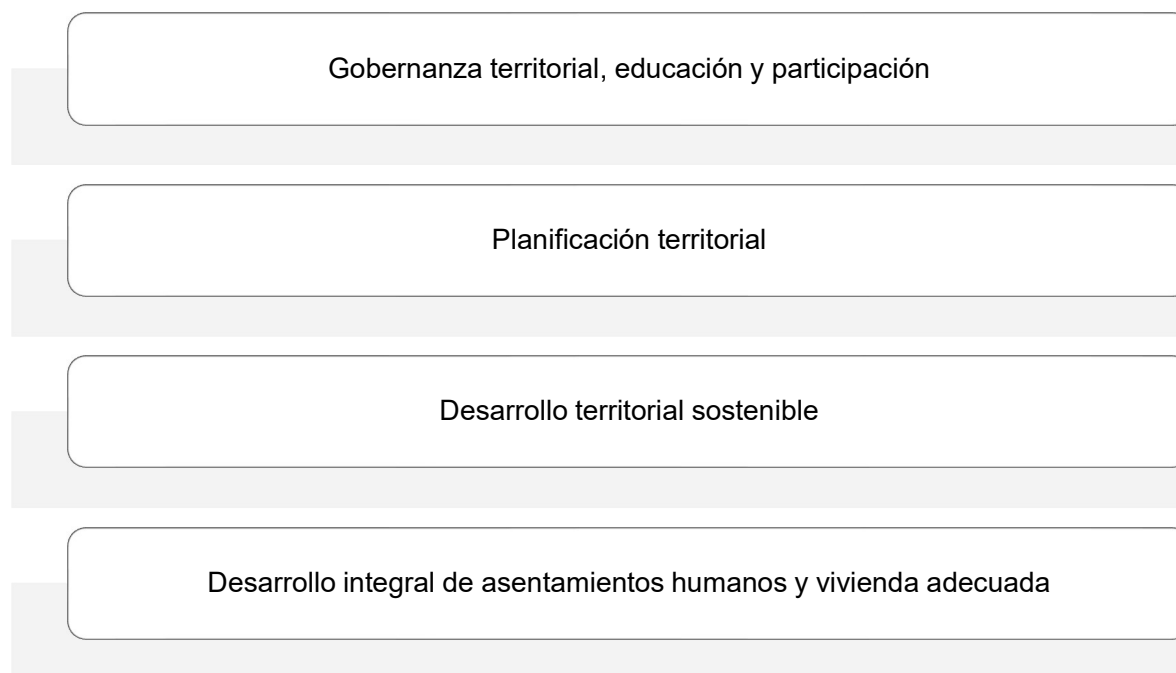 Gobernanza territorial, educación y participación
Planificación territorial
Desarrollo territorial sostenible
Desarrollo integral de asentamientos humanos y vivienda adecuada